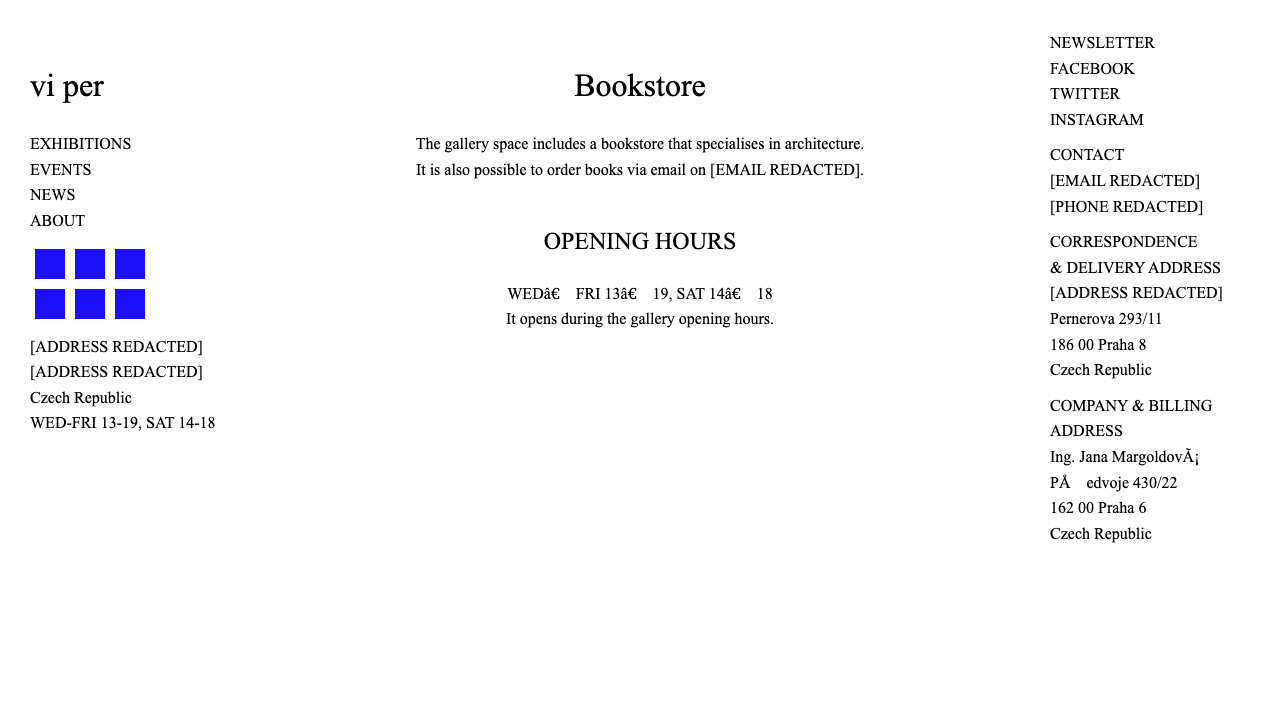 vi per
EXHIBITIONS
EVENTS
NEWS
ABOUT
[ADDRESS REDACTED]
[ADDRESS REDACTED]
Czech Republic
WED-FRI 13-19, SAT 14-18
Bookstore
The gallery space includes a bookstore that specialises in architecture.
It is also possible to order books via email on [EMAIL REDACTED].
OPENING HOURS
WEDâ€ FRI 13â€ 19, SAT 14â€ 18
It opens during the gallery opening hours.
NEWSLETTER
FACEBOOK
TWITTER
INSTAGRAM
CONTACT
[EMAIL REDACTED]
[PHONE REDACTED]
CORRESPONDENCE
& DELIVERY ADDRESS
[ADDRESS REDACTED]
Pernerova 293/11
186 00 Praha 8
Czech Republic
COMPANY & BILLING
ADDRESS
Ing. Jana MargoldovÃ¡
PÅ edvoje 430/22
162 00 Praha 6
Czech Republic